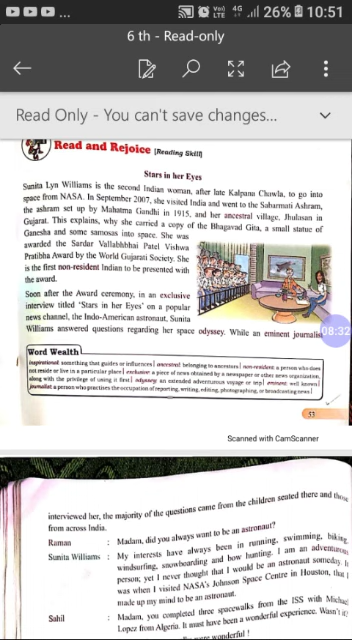 26% 10:51
6 th - Read-only
Read Only - You can't save changes...
Read and Rejoice [Reading Skill]
Stars in her Eyes
Sunita Lyn Williams is the second Indian woman, after late Kalpana Chawla, to go into
space from NASA. In September 2007, she visited India and went to the Sabarmati Ashram,
the ashram set up by Mahatma Gandhi in 1915, and her ancestral village, Jhulasan in
Gujarat. This explains, why she carried a copy of the Bhagavad Gita, a small statue of
Ganesha and some samosas into space. She was
awarded the Sardar Vallabhbhai Patel Vishwa
Pratibha Award by the World Gujarati Society. She
is the first non-resident Indian to be presented with
the award.
Soon after the Award ceremony, in an exclusive
interview titled 'Stars in her Eyes' on a popular
news channel, the Indo-American astronaut, Sunita
Williams answered questions regarding her space odyssey. While an eminent journalis
08:32
Word Wealth
inspirational something that guides or influences| ancestral belonging to ancestors| non-resident a person who does
not reside or live in a particular place| exclusive a piece of news obtained by a newspaper or other news organization,
along with the privilege of using it first| odyssey an extended adventurous voyage or trip| eminent well known|
journalist a person who practises the occupation of reporting, writing, editing, photographing, or broadcasting news|
53
Scanned with CamScanner
interviewed her, the majority of the questions came from the children seated there and those
from across India.
Raman : Madam, did you always want to be an astronaut?
Sunita Williams : My interests have always been in running, swimming, biking,
windsurfing, snowboarding and bow hunting. I am an adventurous
person; yet I never thought that I would be an astronaut someday. It
was when I visited NASA's Johnson Space Centre in Houston, that I
made up my mind to be an astronaut.
Sahil : Madam, you completed three spacewalks from the ISS with Michael
Lopez from Algeria. It must have been a wonderful experience. Wasn't it?
wonderful !